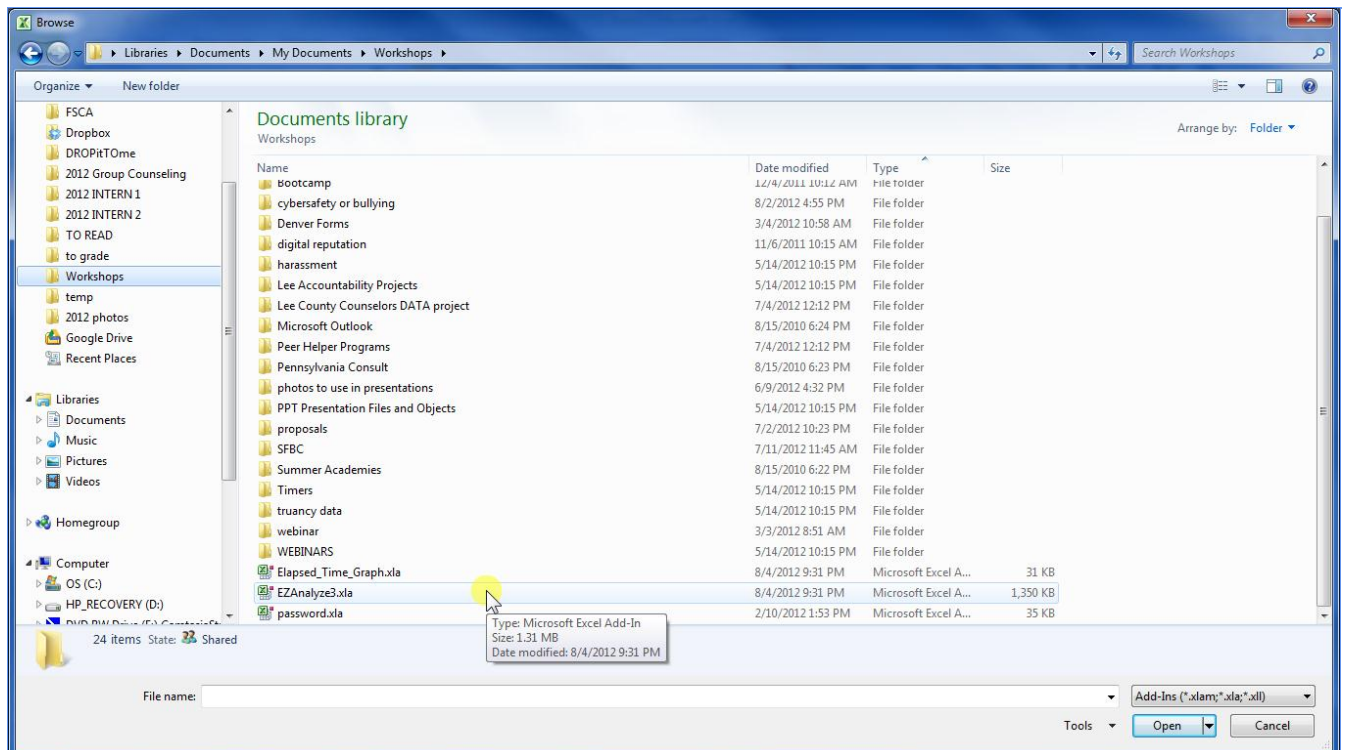 Browse
Libraries Documents My Documents Workshops
Search Workshops
Organize New folder
FSCA
Dropbox
DROPitTOme
2012 Group Counseling
2012 INTERN 1
2012 INTERN 2
TO READ
to grade
Workshops
temp
2012 photos
Google Drive
Recent Places
Libraries
Documents
Music
Pictures
Videos
Homegroup
Computer
OS (C:)
HP_RECOVERY (D:)
Documents library
Workshops
Arrange by: Folder
Name Date modified Type Size
Bootcamp 12/4/2011 10:12 AM File folder
cybersafety or bullying 8/2/2012 4:55 PM File folder
Denver Forms 3/4/2012 10:58 AM File folder
digital reputation 11/6/2011 10:15 AM File folder
harassment 5/14/2012 10:15 PM File folder
Lee Accountability Projects 5/14/2012 10:15 PM File folder
Lee County Counselors DATA project 7/4/2012 12:12 PM File folder
Microsoft Outlook 8/15/2010 6:24 PM File folder
Peer Helper Programs 7/4/2012 12:12 PM File folder
Pennsylvania Consult 8/15/2010 6:23 PM File folder
photos to use in presentations 6/9/2012 4:32 PM File folder
PPT Presentation Files and Objects 5/14/2012 10:15 PM File folder
proposals 7/2/2012 10:23 PM File folder
SFBC 7/11/2012 11:45 AM File folder
Summer Academies 8/15/2010 6:22 PM File folder
Timers 5/14/2012 10:15 PM File folder
truancy data 5/14/2012 10:15 PM File folder
webinar 3/3/2012 8:51 AM File folder
WEBINARS 5/14/2012 10:15 PM File folder
Elapsed_Time_Graph.xla 8/4/2012 9:31 PM Microsoft Excel A... 31 KB
EZAnalyze3.xla 8/4/2012 9:31 PM Microsoft Excel A... 1,350 KB
password.xla 2/10/2012 1:53 PM Microsoft Excel A... 35 KB
Type: Microsoft Excel Add-In
Size: 1.31 MB
Date modified: 8/4/2012 9:31 PM
24 items State: Shared
File name:
Add-Ins (*.xlam;*.xla;*.xll)
Tools Open Cancel